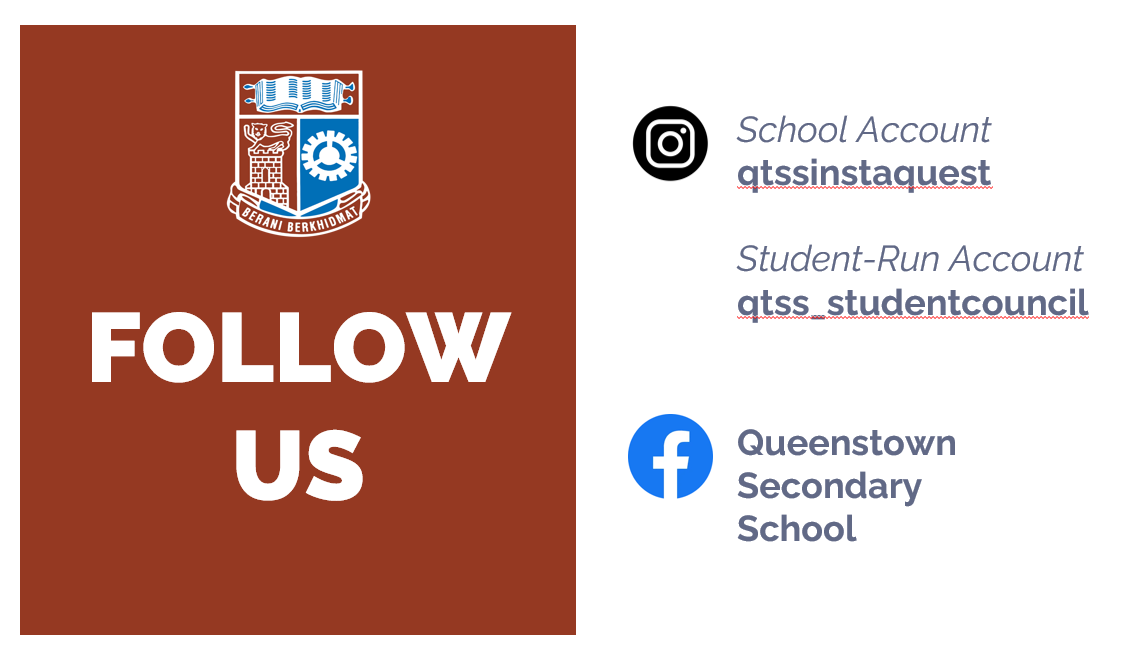 BERANI BERKHIDMAT
FOLLOW
US
School Account
qtssinstaquest
Student-Run Account
qtss_studentcouncil
Queenstown
Secondary
School